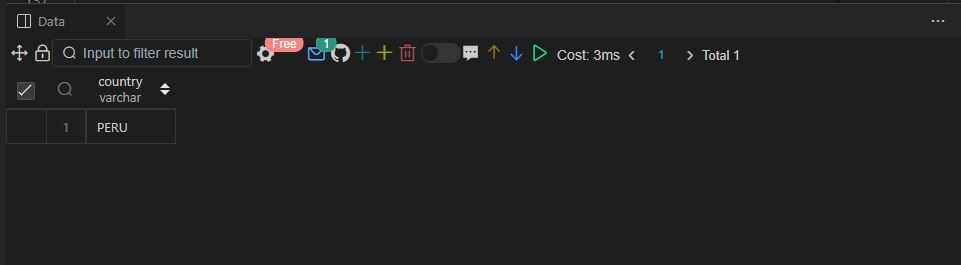 Data
Input to filter result Free 1 Cost: 3ms 1 Total 1
country
varchar
1 PERU